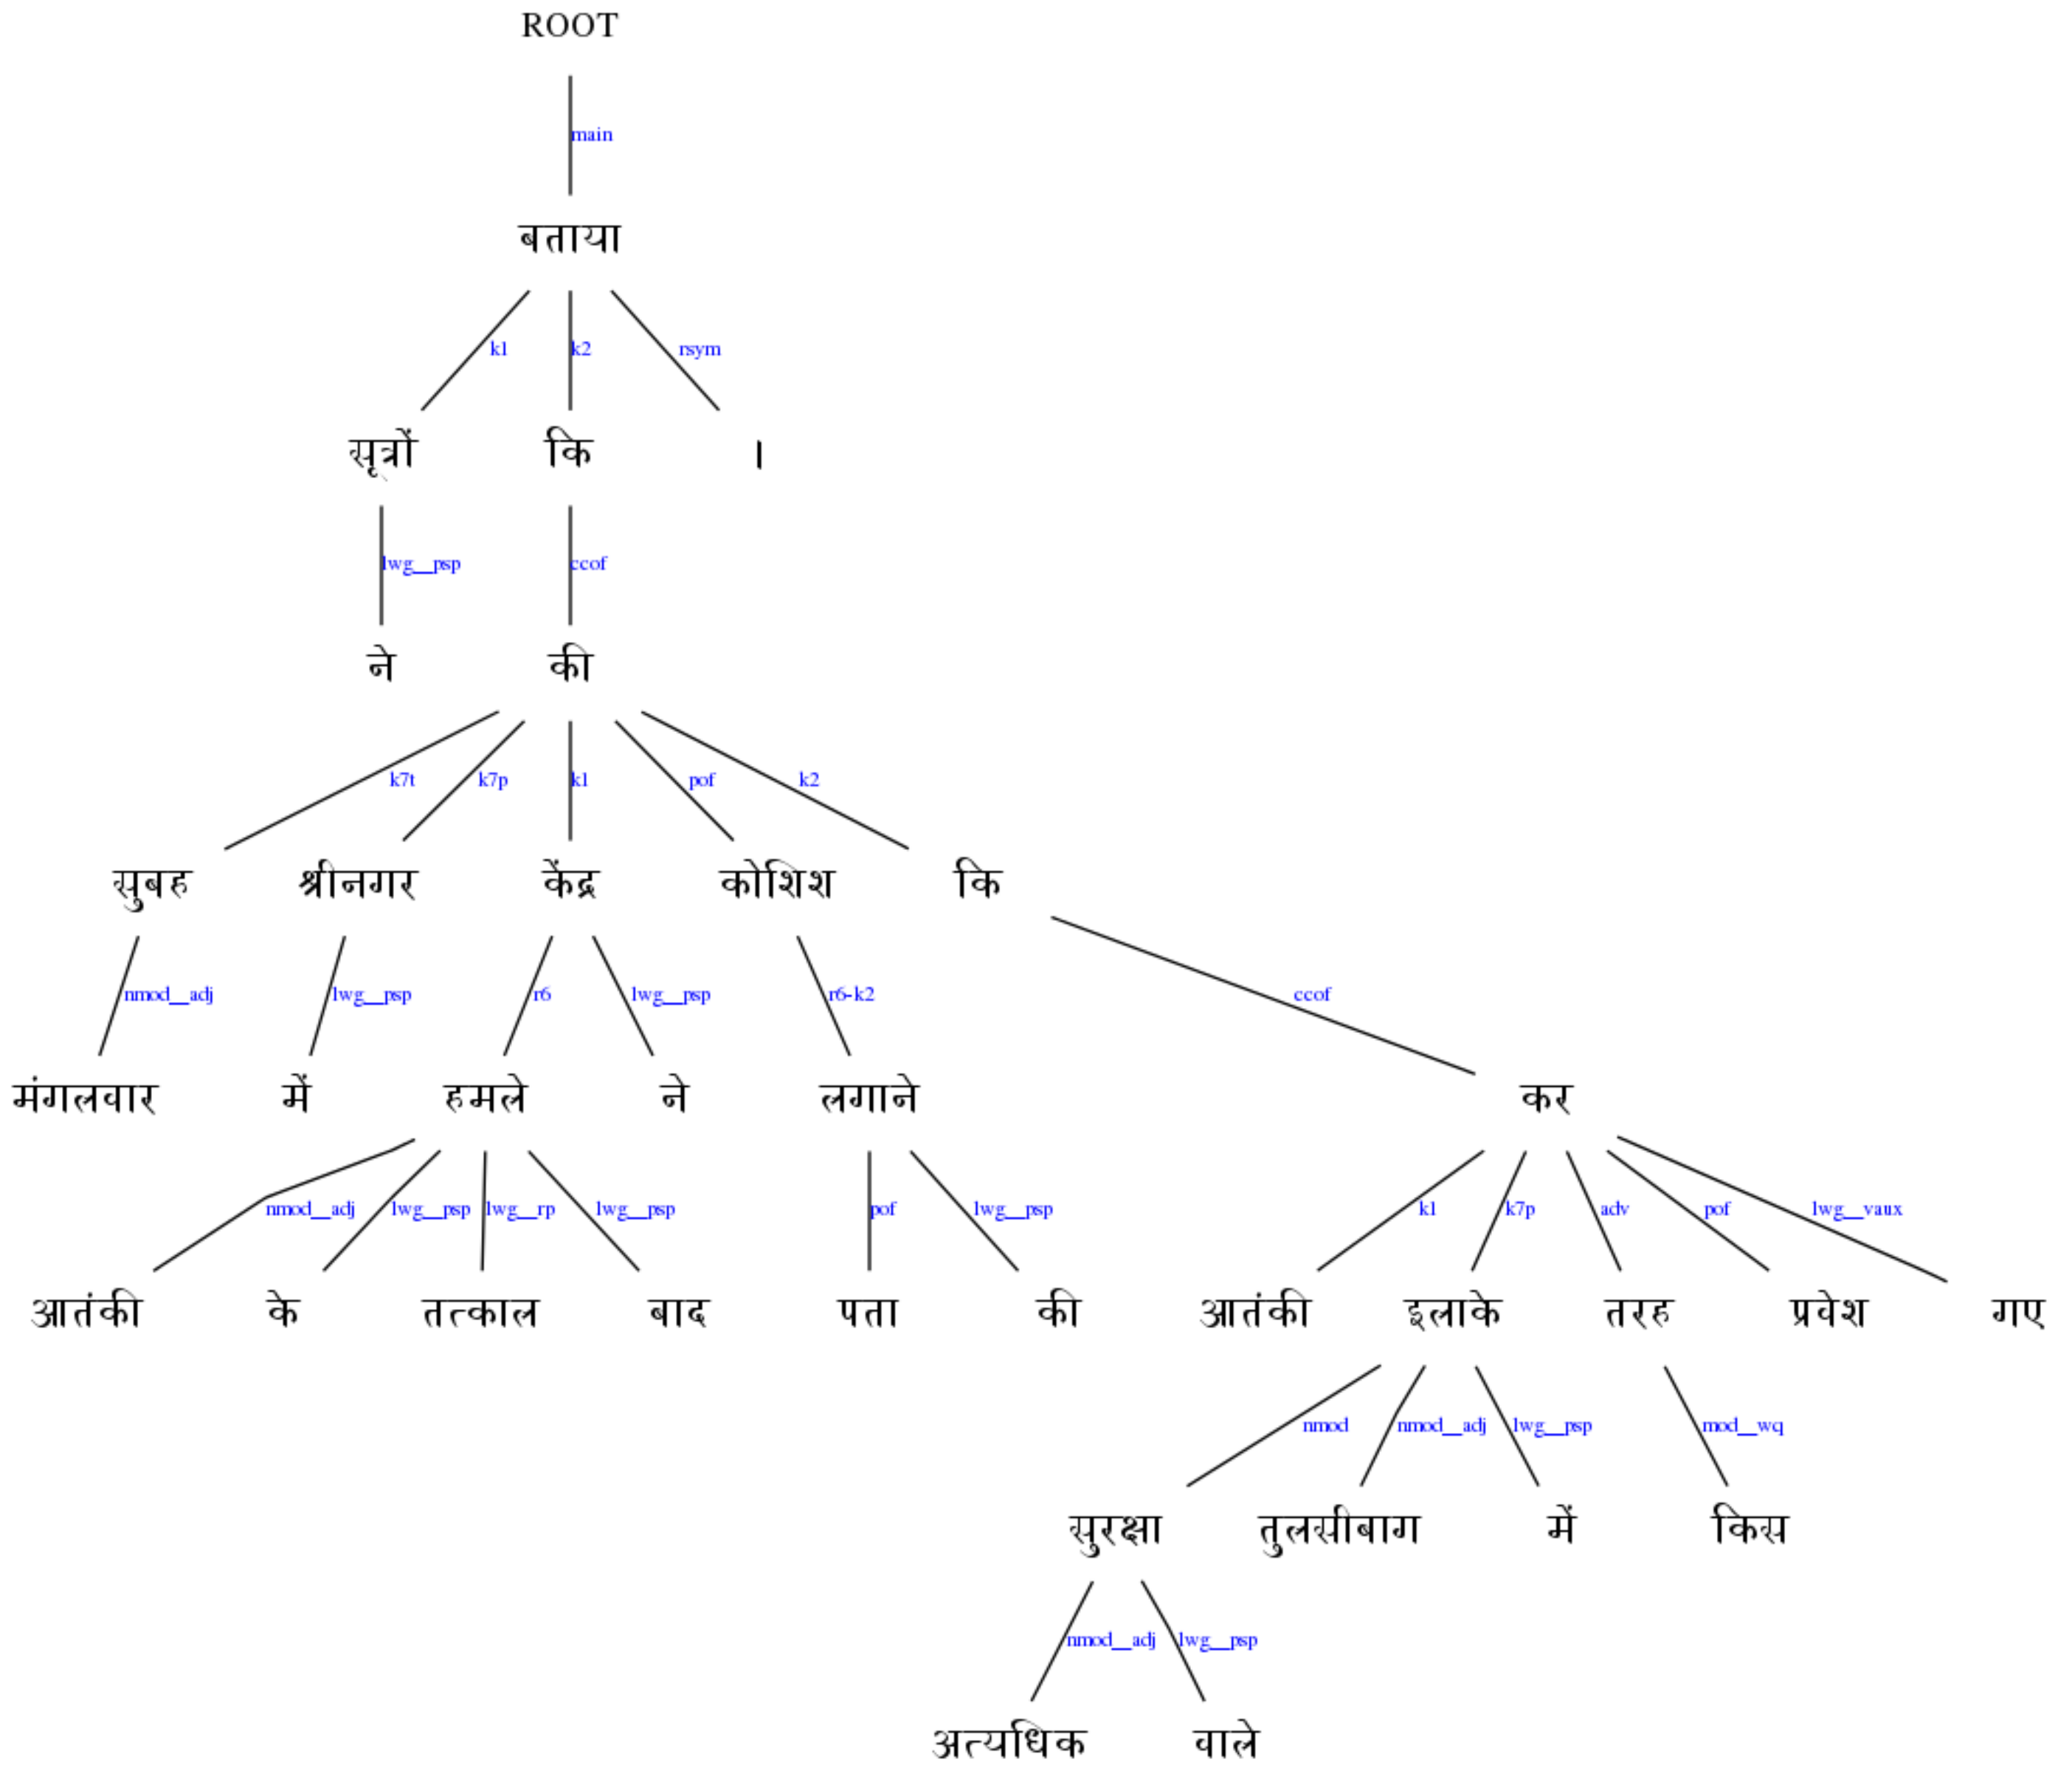 ROOT
main
बताया
k1 k2 rsym
सूत्रों कि ।
lwg__psp ccof
ने की
k7t k7p k1 pof k2
सुबह श्रीनगर केंद्र कोशिश कि
nmod__adj lwg__psp r6 lwg__psp r6-k2 ccof
मंगलवार में हमले ने लगाने कर
nmod__adj lwg__psp lwg__rp lwg__psp pof lwg__psp k1 k7p adv pof lwg__vaux
आतंकी के तत्काल बाद पता की आतंकी इलाके तरह प्रवेश गए
nmod nmod__adj lwg__psp mod__wq
सुरक्षा तुलसीबाग में किस
nmod__adj lwg__psp
अत्यधिक वाले